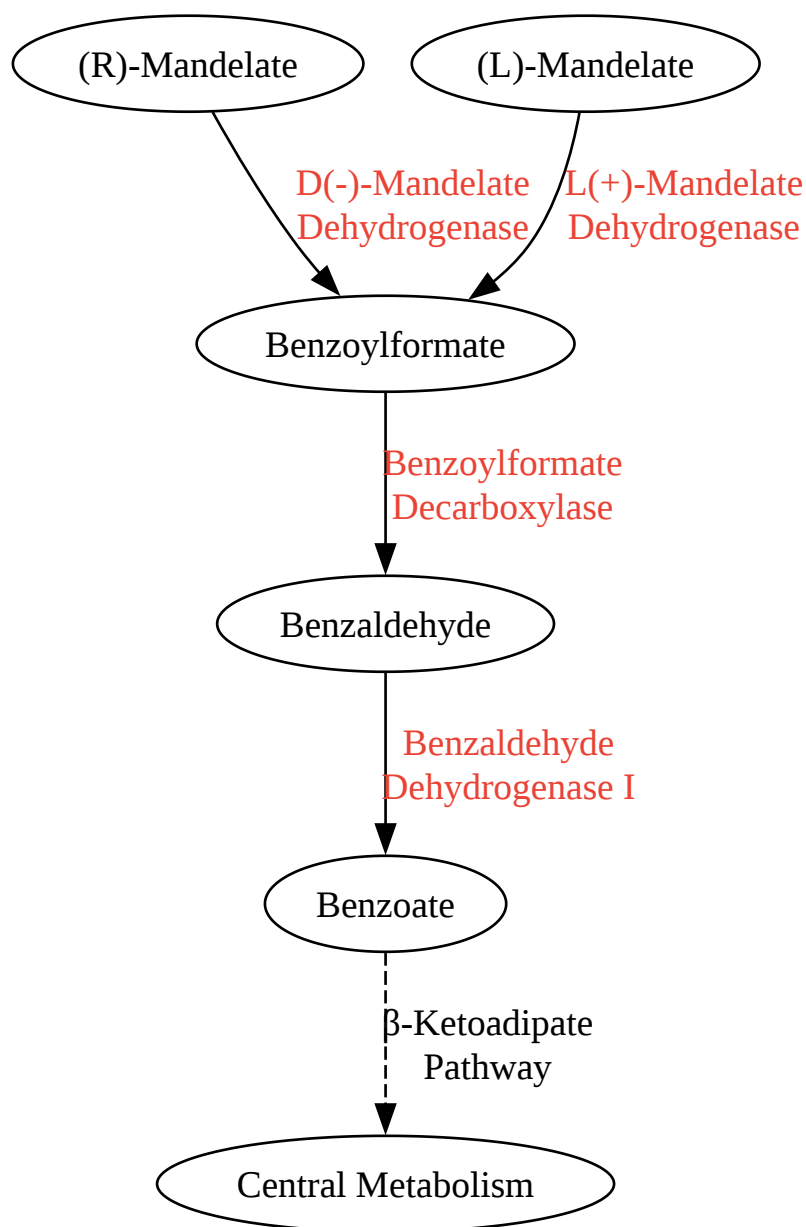 (R)-Mandelate
(L)-Mandelate
D(-)-Mandelate
Dehydrogenase
L(+)-Mandelate
Dehydrogenase
Benzoylformate
Benzoylformate
Decarboxylase
Benzaldehyde
Benzaldehyde
Dehydrogenase I
Benzoate
β-Ketoadipate
Pathway
Central Metabolism